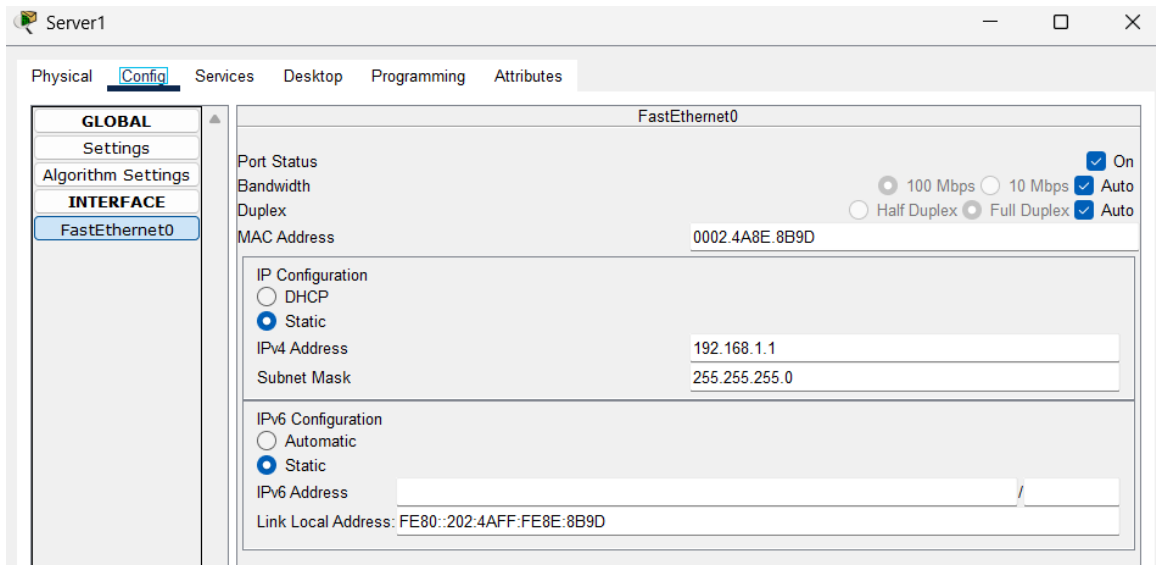 Server1
Physical Config Services Desktop Programming Attributes
GLOBAL
Settings
Algorithm Settings
INTERFACE
FastEthernet0
FastEthernet0
Port Status On
Bandwidth 100 Mbps 10 Mbps Auto
Duplex Half Duplex Full Duplex Auto
MAC Address 0002.4A8E.8B9D
IP Configuration
DHCP
Static
IPv4 Address 192.168.1.1
Subnet Mask 255.255.255.0
IPv6 Configuration
Automatic
Static
IPv6 Address /
Link Local Address: FE80::202:4AFF:FE8E:8B9D